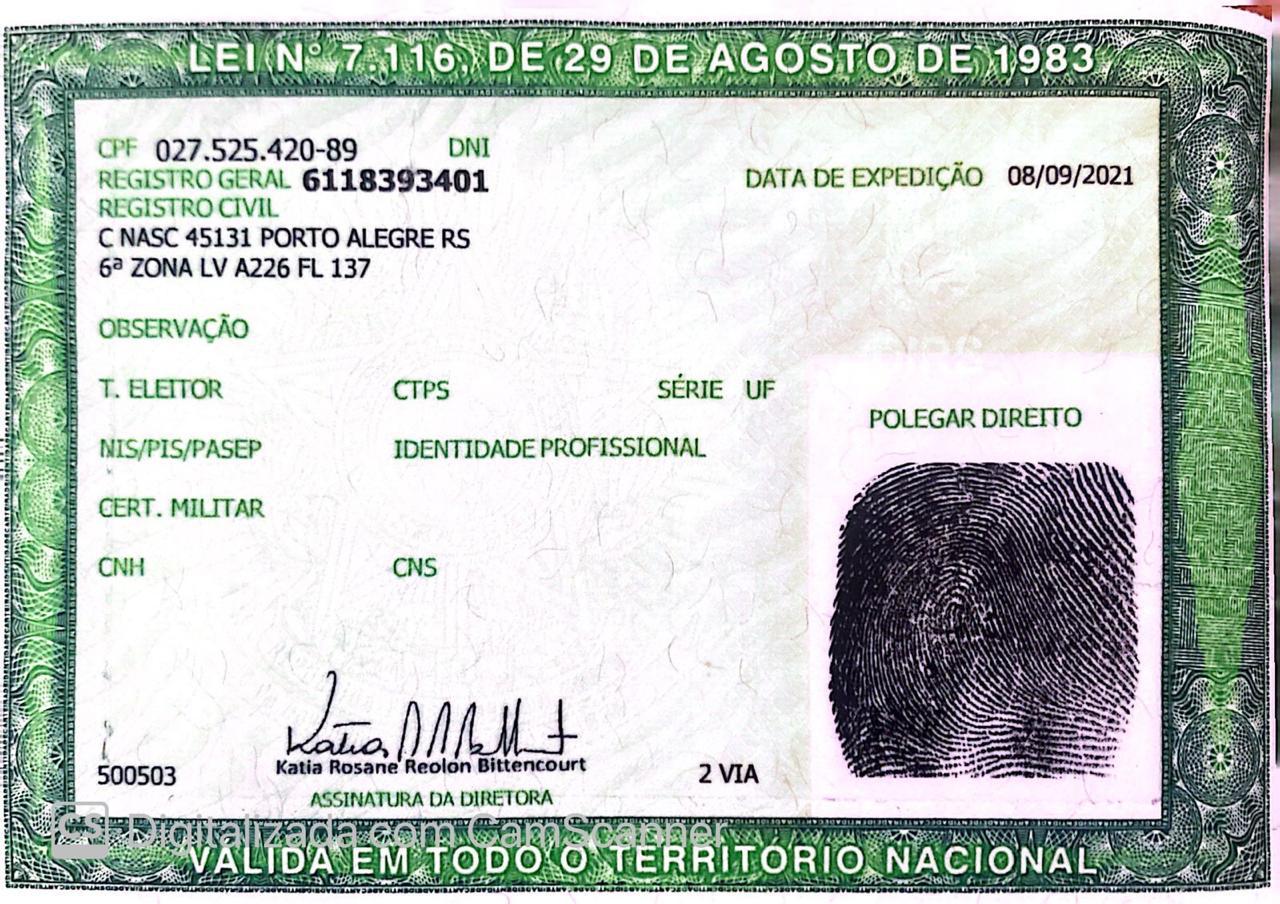 LEI Nº 7.116, DE 29 DE AGOSTO DE 1983
CPF 027.525.420-89 DNI
REGISTRO GERAL 6118393401
DATA DE EXPEDIÇÃO 08/09/2021
REGISTRO CIVIL
C NASC 45131 PORTO ALEGRE RS
6ª ZONA LV A226 FL 137
OBSERVAÇÃO
T. ELEITOR CTPS SÉRIE UF
POLEGAR DIREITO
NIS/PIS/PASEP IDENTIDADE PROFISSIONAL
CERT. MILITAR
CNH CNS
Katia Rosane Reolon Bittencourt
500503 2 VIA
ASSINATURA DA DIRETORA
CS Digitalizada com CamScanner
VÁLIDA EM TODO O TERRITÓRIO NACIONAL